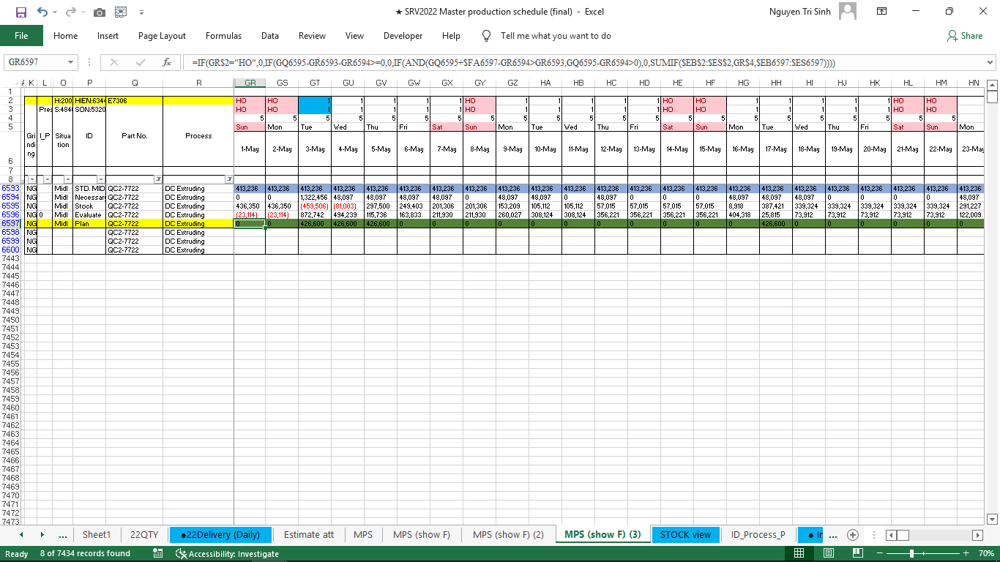 ★ SRV2022 Master production schedule (final) - Excel
Nguyen Tri Sinh
File Home Insert Page Layout Formulas Data Review View Developer Help Tell me what you want to do Share
GR6597 fx =IF(GR$2="HO",0,IF(GQ6595-GR6593-GR6594>=0,0,IF(AND(GQ6595+$FA6597-GR6594>GR6593,GQ6595-GR6594>0),0,SUMIF($EB$2:$ES$2,GR$4,$EB6597:$ES6597))))
K L O P Q R GR GS GT GU GV GW GX GY GZ HA HB HC HD HE HF HG HH HI HJ HK HL HM HN
1
2 H:200 HIEN:634 E7306 HO HO 1 1 1 1 1 HO 1 1 1 1 1 HO HO 1 1 1 1 1 HO HO
3 Pres S:484 SON:5320 HO HO 1 1 1 1 1 HO 1 1 1 1 1 HO HO 1 1 1 1 1 HO HO
4 5 5 5 5 5 5 5 5 5 5 5 5 5 5 5 5 5 5 5 5 5 5
5 Sun Mon Tue Wed Thu Fri Sat Sun Mon Tue Wed Thu Fri Sat Sun Mon Tue Wed Thu Fri Sat Sun Mon
6 Gri ndi ng I_P Situa tion ID Part No. Process 1-May 2-May 3-May 4-May 5-May 6-May 7-May 8-May 9-May 10-May 11-May 12-May 13-May 14-May 15-May 16-May 17-May 18-May 19-May 20-May 21-May 22-May 23-May
7
8
6593 NG Midl STD. MID QC2-7722 DC Extruding 413,236 413,236 413,236 413,236 413,236 413,236 413,236 413,236 413,236 413,236 413,236 413,236 413,236 413,236 413,236 413,236 413,236 413,236 413,236 413,236 413,236 413,236 413,236
6594 NG Midl Necessar QC2-7722 DC Extruding 0 0 1,322,456 48,097 48,097 48,097 48,097 0 48,097 48,097 0 48,097 0 0 0 48,097 48,097 48,097 0 0 0 0 48,097
6595 NG Midl Stock QC2-7722 DC Extruding 436,350 436,350 (459,506) (81,003) 297,500 249,403 201,306 201,306 153,209 105,112 105,112 57,015 57,015 57,015 57,015 8,918 387,421 339,324 339,324 339,324 339,324 339,324 291,227
6596 NG 0 Midl Evaluate QC2-7722 DC Extruding (23,114) (23,114) 872,742 494,239 115,736 163,833 211,930 211,930 260,027 308,124 308,124 356,221 356,221 356,221 356,221 404,318 25,815 73,912 73,912 73,912 73,912 73,912 122,009
6597 NG Midl Plan QC2-7722 DC Extruding 0 0 426,600 426,600 426,600 0 0 0 0 0 0 0 0 0 0 0 426,600 0 0 0 0 0 0
6598 NG QC2-7722 DC Extruding
6599 NG QC2-7722 DC Extruding
6600 NG QC2-7722 DC Extruding
7443
7444
7445
7446
7447
7448
7449
7450
7451
7452
7453
7454
7455
7456
7457
7458
7459
7460
7461
7462
7463
7464
7465
7466
7467
7468
7469
7470
7471
7472
7473
... Sheet1 22QTY ●22Delivery (Daily) Estimate att MPS MPS (show F) MPS (show F) (2) MPS (show F) (3) STOCK view ID_Process_P ● Ir ...
Ready 8 of 7434 records found Accessibility: Investigate 70%